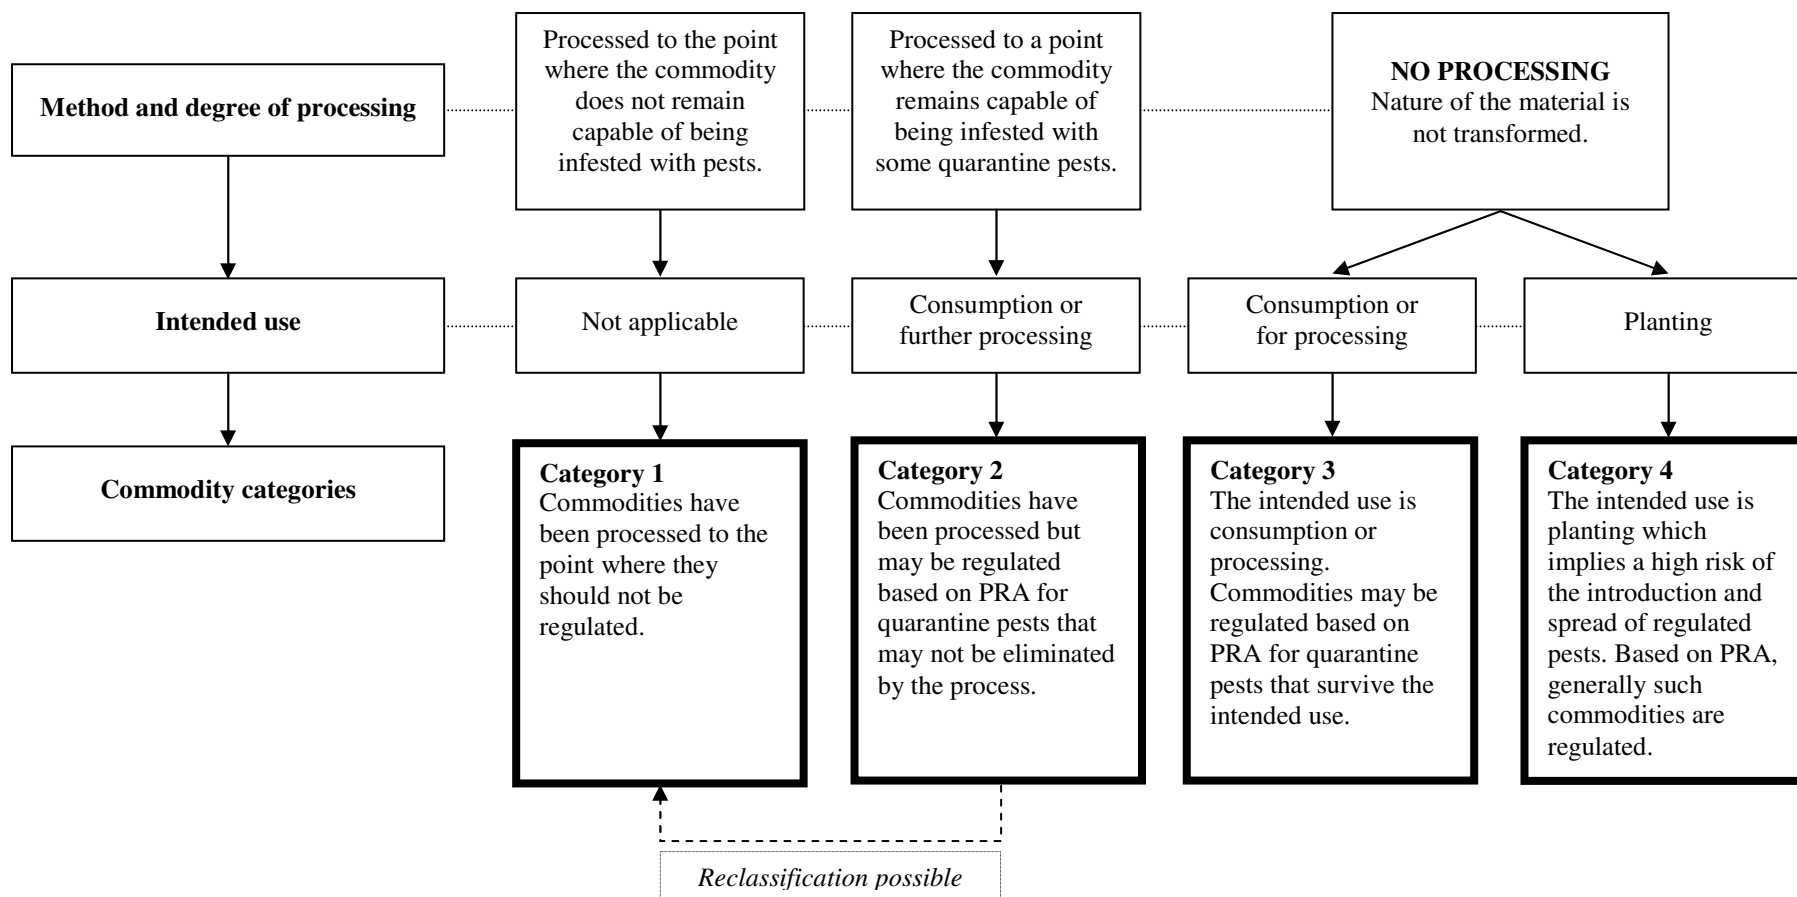 Method and degree of processing
Processed to the point
where the commodity
does not remain
capable of being
infested with pests.
Processed to a point
where the commodity
remains capable of
being infested with
some quarantine pests.
NO PROCESSING
Nature of the material is
not transformed.
Intended use
Not applicable
Consumption or
further processing
Consumption or
for processing
Planting
Commodity categories
Category 1
Commodities have
been processed to the
point where they
should not be
regulated.
Category 2
Commodities have
been processed but
may be regulated
based on PRA for
quarantine pests that
may not be eliminated
by the process.
Category 3
The intended use is
consumption or
processing.
Commodities may be
regulated based on
PRA for quarantine
pests that survive the
intended use.
Category 4
The intended use is
planting which
implies a high risk of
the introduction and
spread of regulated
pests. Based on PRA,
generally such
commodities are
regulated.
Reclassification possible